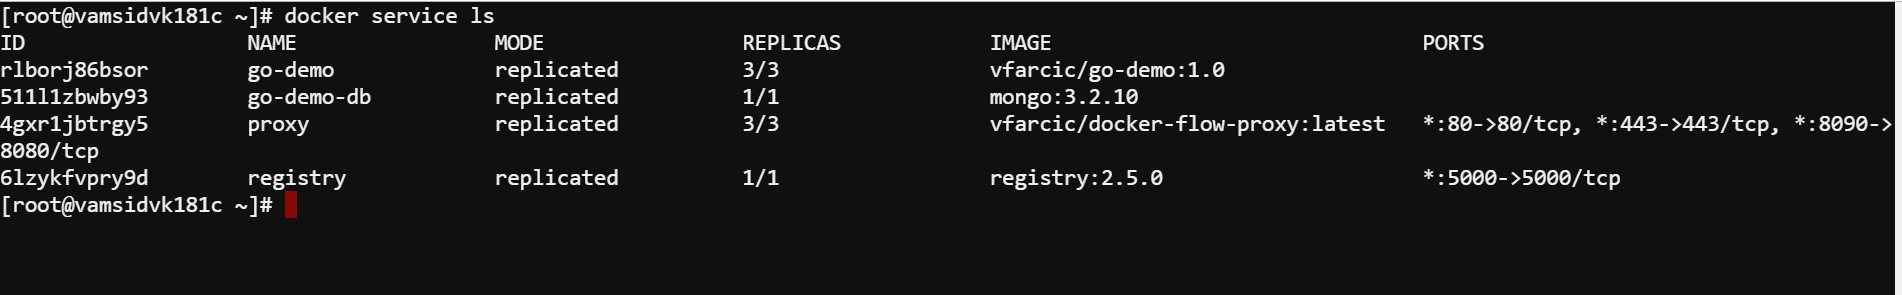 [root@vamsidvk181c ~]# docker service ls
ID                  NAME                MODE                REPLICAS            IMAGE                              PORTS
rlborj86bsor        go-demo             replicated          3/3                 vfarcic/go-demo:1.0
511l1zbwby93        go-demo-db          replicated          1/1                 mongo:3.2.10
4gxr1jbtrgy5        proxy               replicated          3/3                 vfarcic/docker-flow-proxy:latest   *:80->80/tcp, *:443->443/tcp, *:8090->
8080/tcp
6lzykfvpry9d        registry            replicated          1/1                 registry:2.5.0                     *:5000->5000/tcp
[root@vamsidvk181c ~]#